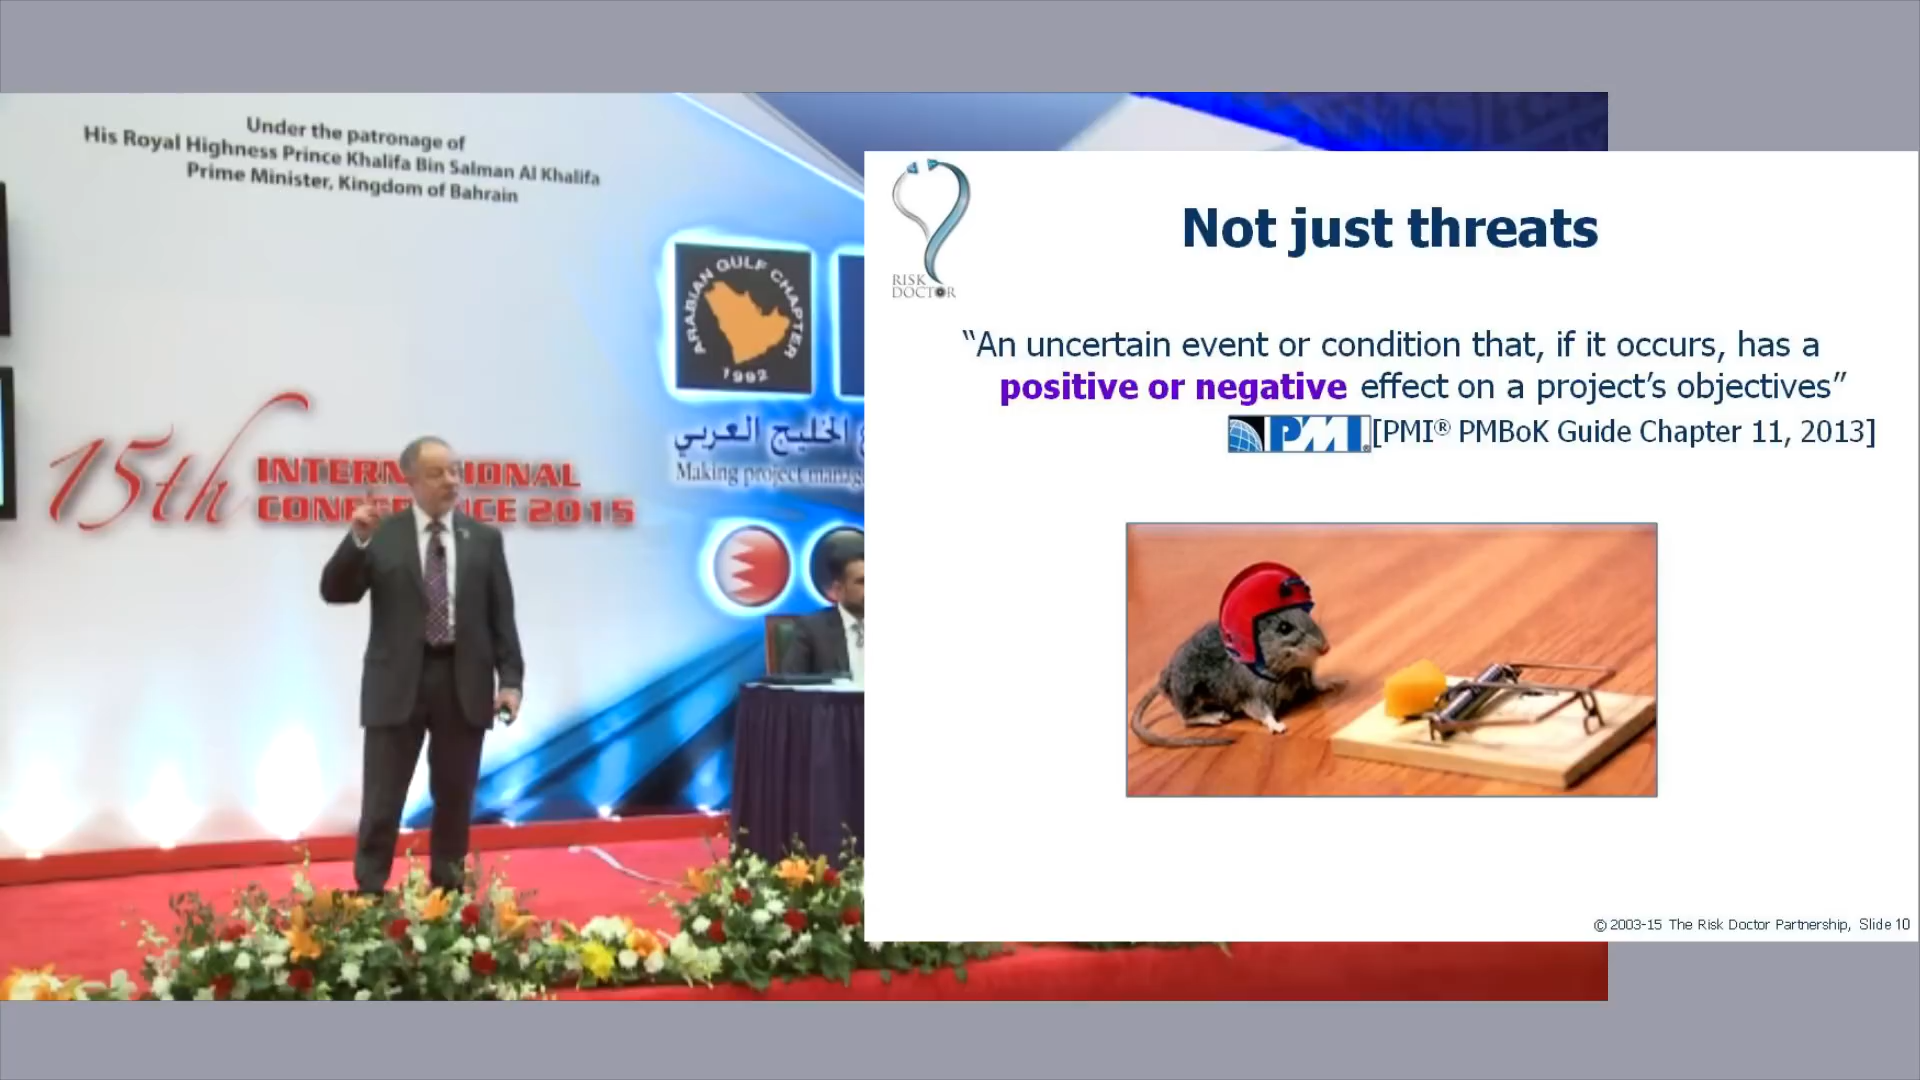 Under the patronage of
His Royal Highness Prince Khalifa Bin Salman Al Khalifa
Prime Minister, Kingdom of Bahrain
ARABIAN GULF CHAPTER
1992
الخليج العربي
Making project
15th INTERNATIONAL
CONFERENCE 2015
RISK
DOCTOR
Not just threats
“An uncertain event or condition that, if it occurs, has a
positive or negative effect on a project’s objectives”
PMI® [PMI® PMBoK Guide Chapter 11, 2013]
© 2003-15 The Risk Doctor Partnership, Slide 10